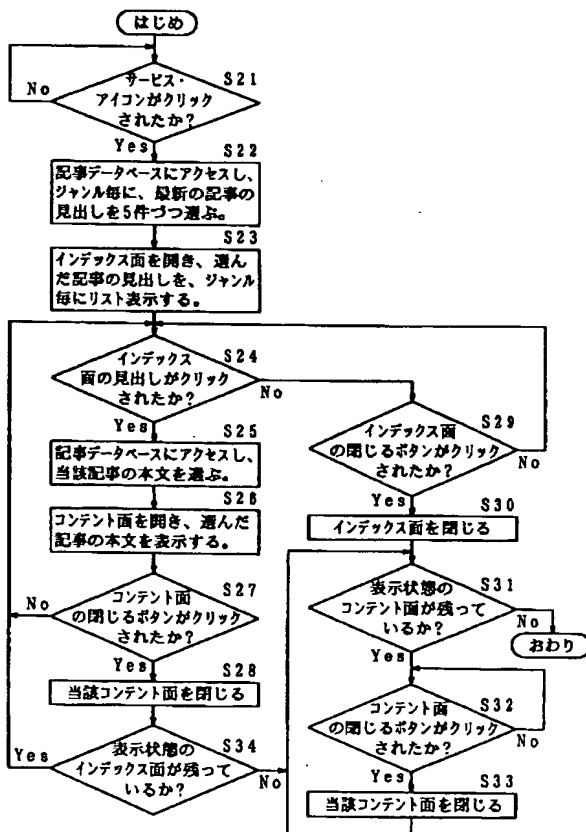 はじめ
S21
サービス・
アイコンがクリック
されたか?
No
Yes
S22
記事データベースにアクセスし、
ジャンル毎に、最新の記事の
見出しを5件づつ選ぶ。
S23
インデックス面を開き、選ん
だ記事の見出しを、ジャンル
毎にリスト表示する。
S24
インデックス
面の見出しがクリック
されたか?
No
Yes
S25
記事データベースにアクセスし、
当該記事の本文を選ぶ。
S26
コンテント面を開き、選んだ
記事の本文を表示する。
S27
コンテント面
の閉じるボタンがクリック
されたか?
No
Yes
S28
当該コンテント面を閉じる
S34
表示状態の
インデックス面が残って
いるか?
Yes
No
S29
インデックス面
の閉じるボタンがクリック
されたか?
No
Yes
S30
インデックス面を閉じる
S31
表示状態の
コンテント面が残って
いるか?
No
おわり
Yes
S32
コンテント面
の閉じるボタンがクリック
されたか?
No
Yes
S33
当該コンテント面を閉じる